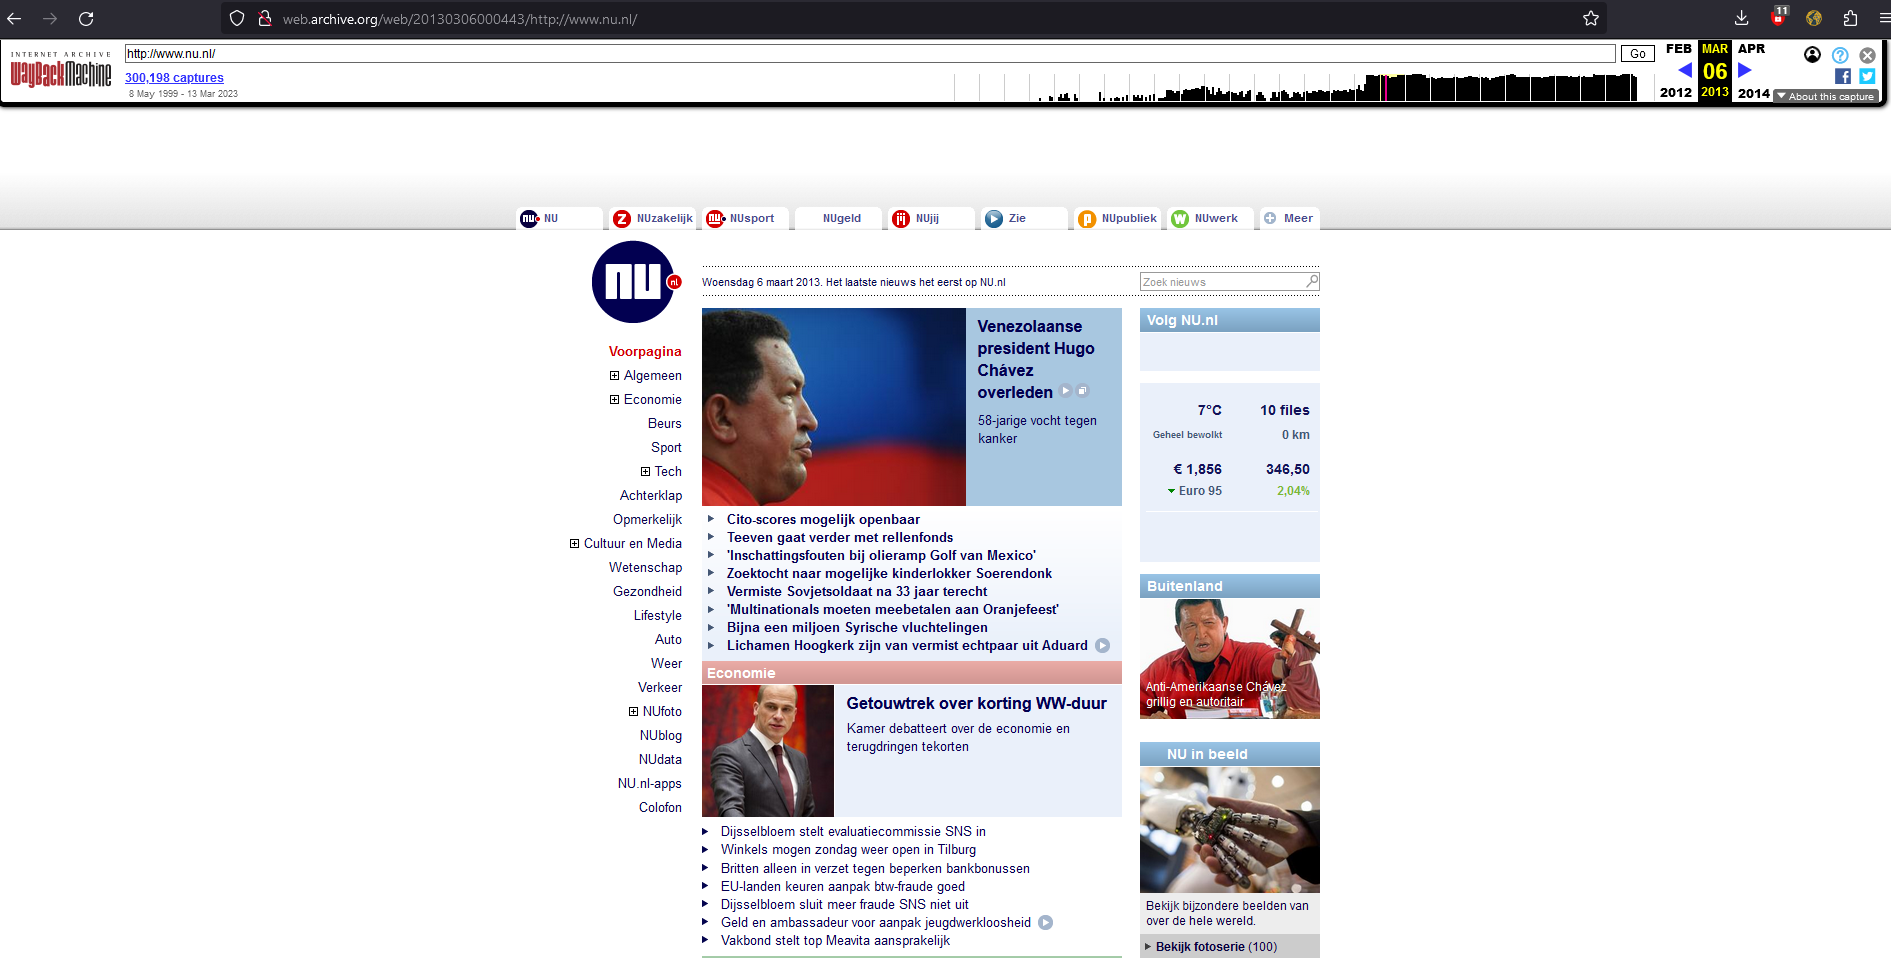 web.archive.org/web/20130306000443/http://www.nu.nl/
11
INTERNET ARCHIVE
WayBackMachine
http://www.nu.nl/
Go
300,198 captures
8 May 1999 - 13 Mar 2023
FEB MAR APR
06
2012 2013 2014
About this capture
NU
NUzakelijk
NUsport
NUgeld
NUjij
Zie
NUpubliek
NUwerk
Meer
nu
nl
Woensdag 6 maart 2013. Het laatste nieuws het eerst op NU.nl
Zoek nieuws
Voorpagina
Algemeen
Economie
Beurs
Sport
Tech
Achterklap
Opmerkelijk
Cultuur en Media
Wetenschap
Gezondheid
Lifestyle
Auto
Weer
Verkeer
NUfoto
NUblog
NUdata
NU.nl-apps
Colofon
Venezolaanse
president Hugo
Chávez
overleden
58-jarige vocht tegen
kanker
Cito-scores mogelijk openbaar
Teeven gaat verder met rellenfonds
'Inschattingsfouten bij olieramp Golf van Mexico'
Zoektocht naar mogelijke kinderlokker Soerendonk
Vermiste Sovjetsoldaat na 33 jaar terecht
'Multinationals moeten meebetalen aan Oranjefeest'
Bijna een miljoen Syrische vluchtelingen
Lichamen Hoogkerk zijn van vermist echtpaar uit Aduard
Economie
Getouwtrek over korting WW-duur
Kamer debatteert over de economie en
terugdringen tekorten
Dijsselbloem stelt evaluatiecommissie SNS in
Winkels mogen zondag weer open in Tilburg
Britten alleen in verzet tegen beperken bankbonussen
EU-landen keuren aanpak btw-fraude goed
Dijsselbloem sluit meer fraude SNS niet uit
Geld en ambassadeur voor aanpak jeugdwerkloosheid
Vakbond stelt top Meavita aansprakelijk
Volg NU.nl
7°C 10 files
Geheel bewolkt 0 km
€ 1,856 346,50
Euro 95 2,04%
Buitenland
Anti-Amerikaanse Chávez
grillig en autoritair
NU in beeld
Bekijk bijzondere beelden van
over de hele wereld.
Bekijk fotoserie (100)